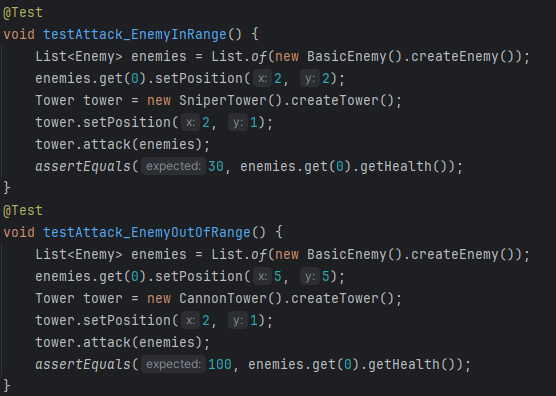 @Test
void testAttack_EnemyInRange() {
    List<Enemy> enemies = List.of(new BasicEnemy().createEnemy());
    enemies.get(0).setPosition( x: 2, y: 2);
    Tower tower = new SniperTower().createTower();
    tower.setPosition( x: 2, y: 1);
    tower.attack(enemies);
    assertEquals( expected: 30, enemies.get(0).getHealth());
}
@Test
void testAttack_EnemyOutOfRange() {
    List<Enemy> enemies = List.of(new BasicEnemy().createEnemy());
    enemies.get(0).setPosition( x: 5, y: 5);
    Tower tower = new CannonTower().createTower();
    tower.setPosition( x: 2, y: 1);
    tower.attack(enemies);
    assertEquals( expected: 100, enemies.get(0).getHealth());
}